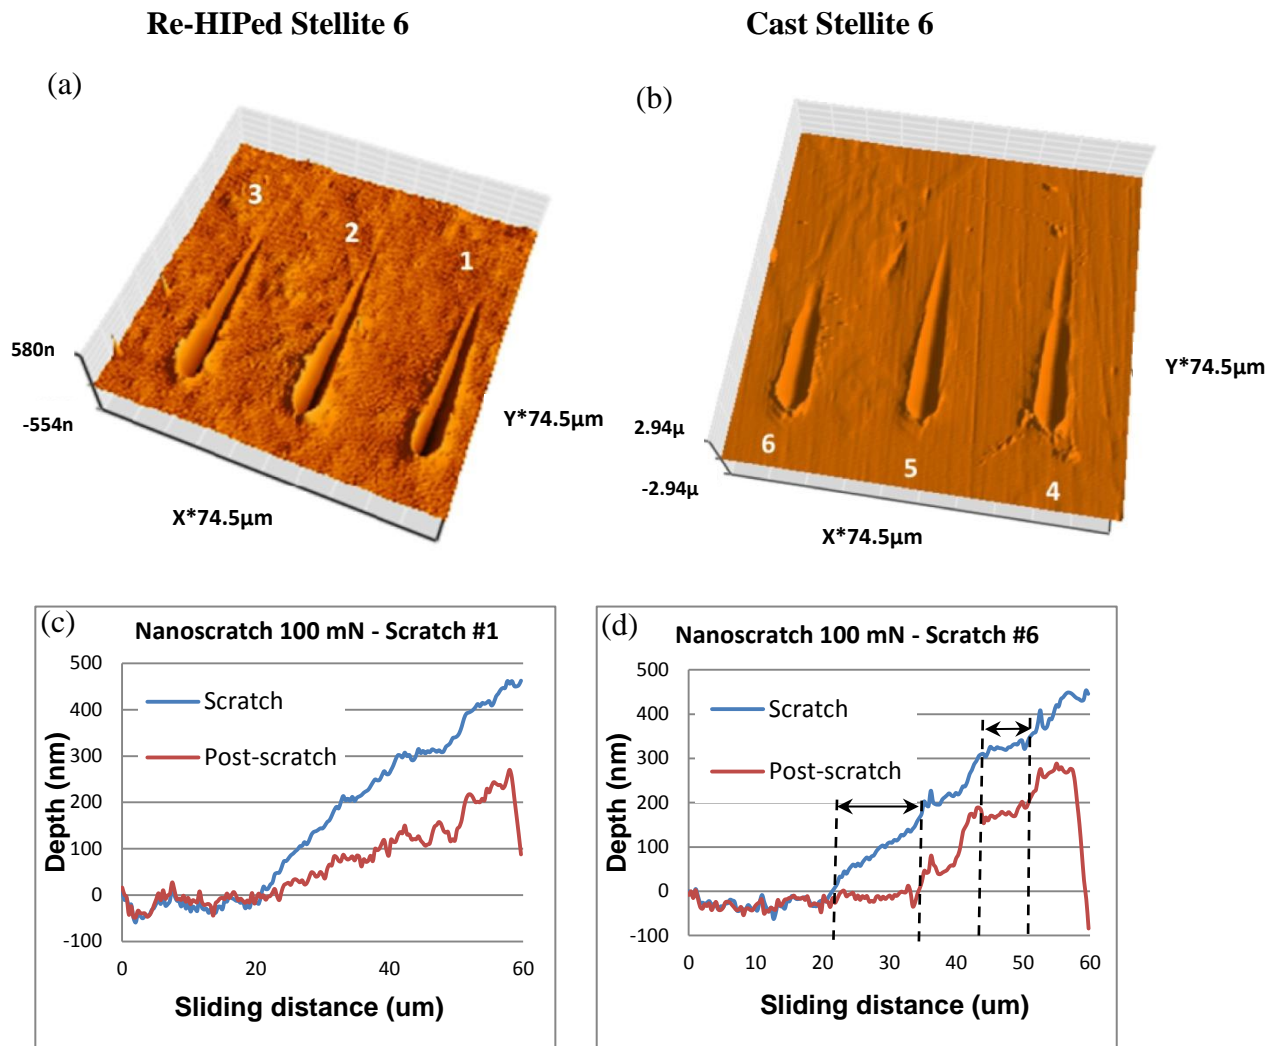 Re-HIPed Stellite 6
Cast Stellite 6
(a)
3
2
1
580n
-554n
Y*74.5µm
X*74.5µm
(b)
Y*74.5µm
2.94µ
-2.94µ
6
5
4
X*74.5µm
(c)
Nanoscratch 100 mN - Scratch #1
500
400
300
200
100
0
-100
Scratch
Post-scratch
Depth (nm)
0 20 40 60
Sliding distance (um)
(d)
Nanoscratch 100 mN - Scratch #6
500
400
300
200
100
0
-100
Scratch
Post-scratch
Depth (nm)
0 10 20 30 40 50 60
Sliding distance (um)